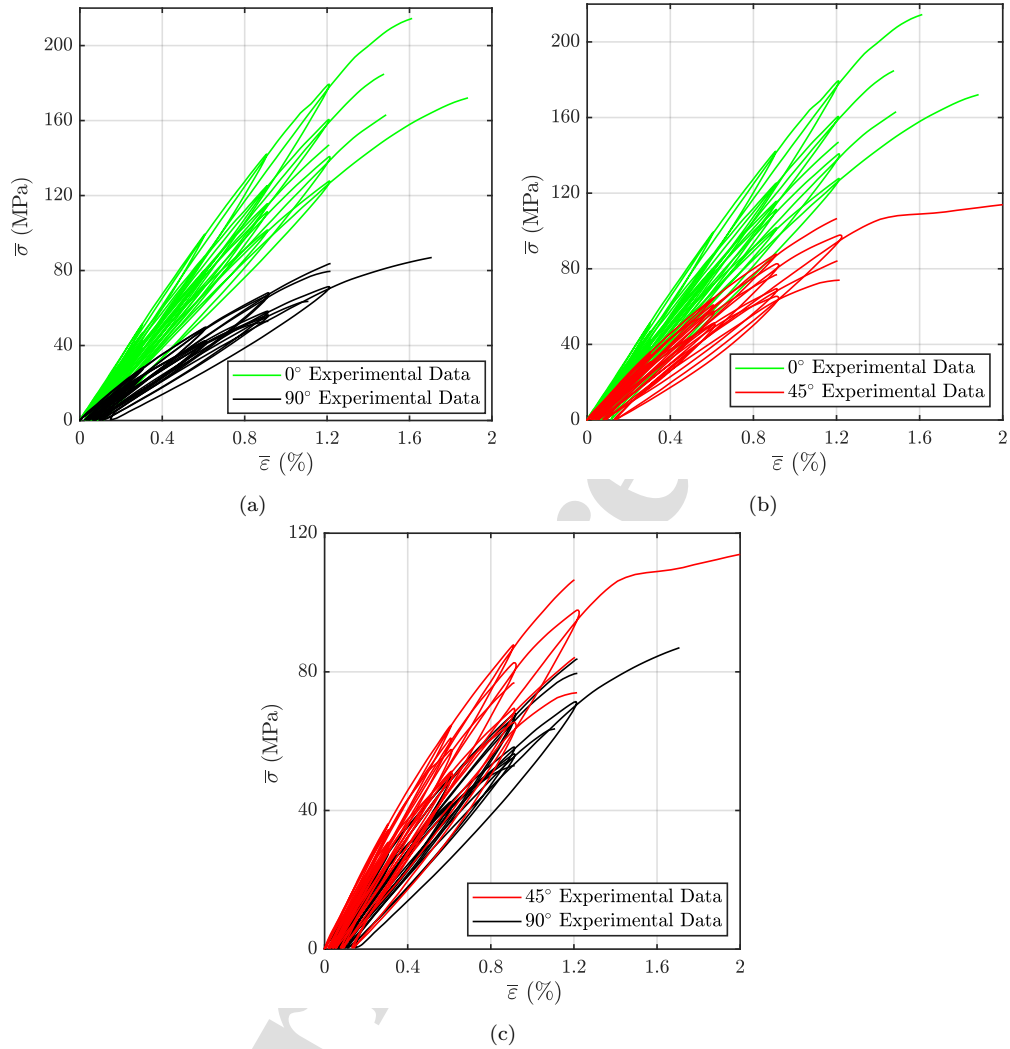 200
160
120
80
40
0
σ̅ (MPa)
0° Experimental Data
90° Experimental Data
0 0.4 0.8 1.2 1.6 2
ε̅ (%)
(a)
200
160
120
80
40
0
σ̅ (MPa)
0° Experimental Data
45° Experimental Data
0 0.4 0.8 1.2 1.6 2
ε̅ (%)
(b)
120
80
40
0
σ̅ (MPa)
45° Experimental Data
90° Experimental Data
0 0.4 0.8 1.2 1.6 2
ε̅ (%)
(c)